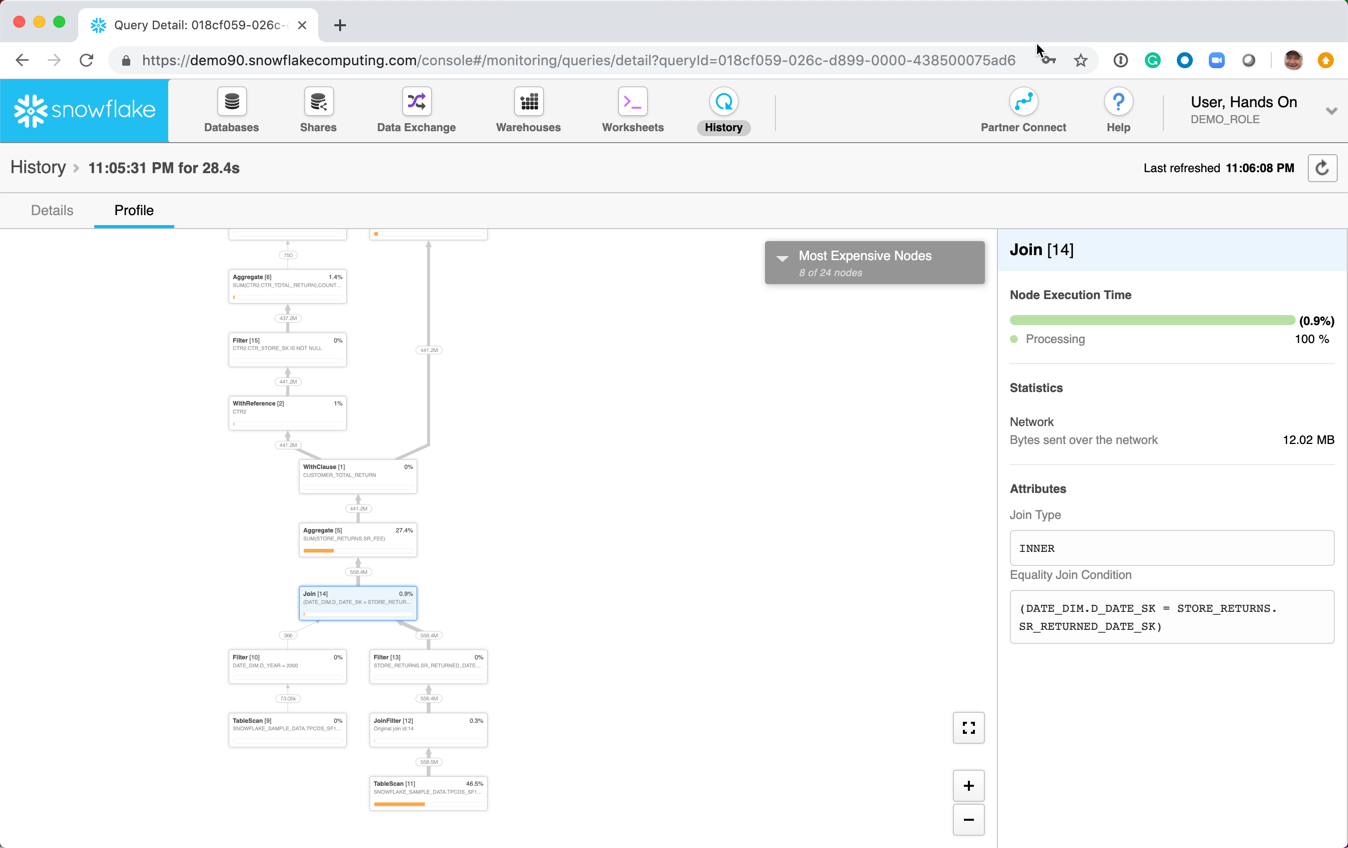 Query Detail: 018cf059-026c-
https://demo90.snowflakecomputing.com/console#/monitoring/queries/detail?queryId=018cf059-026c-d899-0000-438500075ad6
snowflake
Databases
Shares
Data Exchange
Warehouses
Worksheets
History
Partner Connect
Help
User, Hands On
DEMO_ROLE
History
11:05:31 PM for 28.4s
Last refreshed 11:06:08 PM
Details
Profile
Most Expensive Nodes
8 of 24 nodes
750
Aggregate [6] 1.4%
SUM(CTR2.CTR_TOTAL_RETURN),COUNT...
437.2M
Filter [15] 0%
CTR2.CTR_STORE_SK IS NOT NULL
441.2M
441.2M
WithReference [2] 1%
CTR2
441.2M
WithClause [1] 0%
CUSTOMER_TOTAL_RETURN
441.2M
Aggregate [5] 27.4%
SUM(STORE_RETURNS.SR_FEE)
558.4M
Join [14] 0.9%
(DATE_DIM.D_DATE_SK = STORE_RETUR...
366
558.4M
Filter [10] 0%
DATE_DIM.D_YEAR = 2000
Filter [13] 0%
STORE_RETURNS.SR_RETURNED_DATE...
73.05k
558.4M
TableScan [9] 0%
SNOWFLAKE_SAMPLE_DATA.TPCDS_SF1...
JoinFilter [12] 0.3%
Original join id:14
558.5M
TableScan [11] 46.5%
SNOWFLAKE_SAMPLE_DATA.TPCDS_SF1...
Join [14]
Node Execution Time
(0.9%)
Processing 100 %
Statistics
Network
Bytes sent over the network 12.02 MB
Attributes
Join Type
INNER
Equality Join Condition
(DATE_DIM.D_DATE_SK = STORE_RETURNS.
SR_RETURNED_DATE_SK)